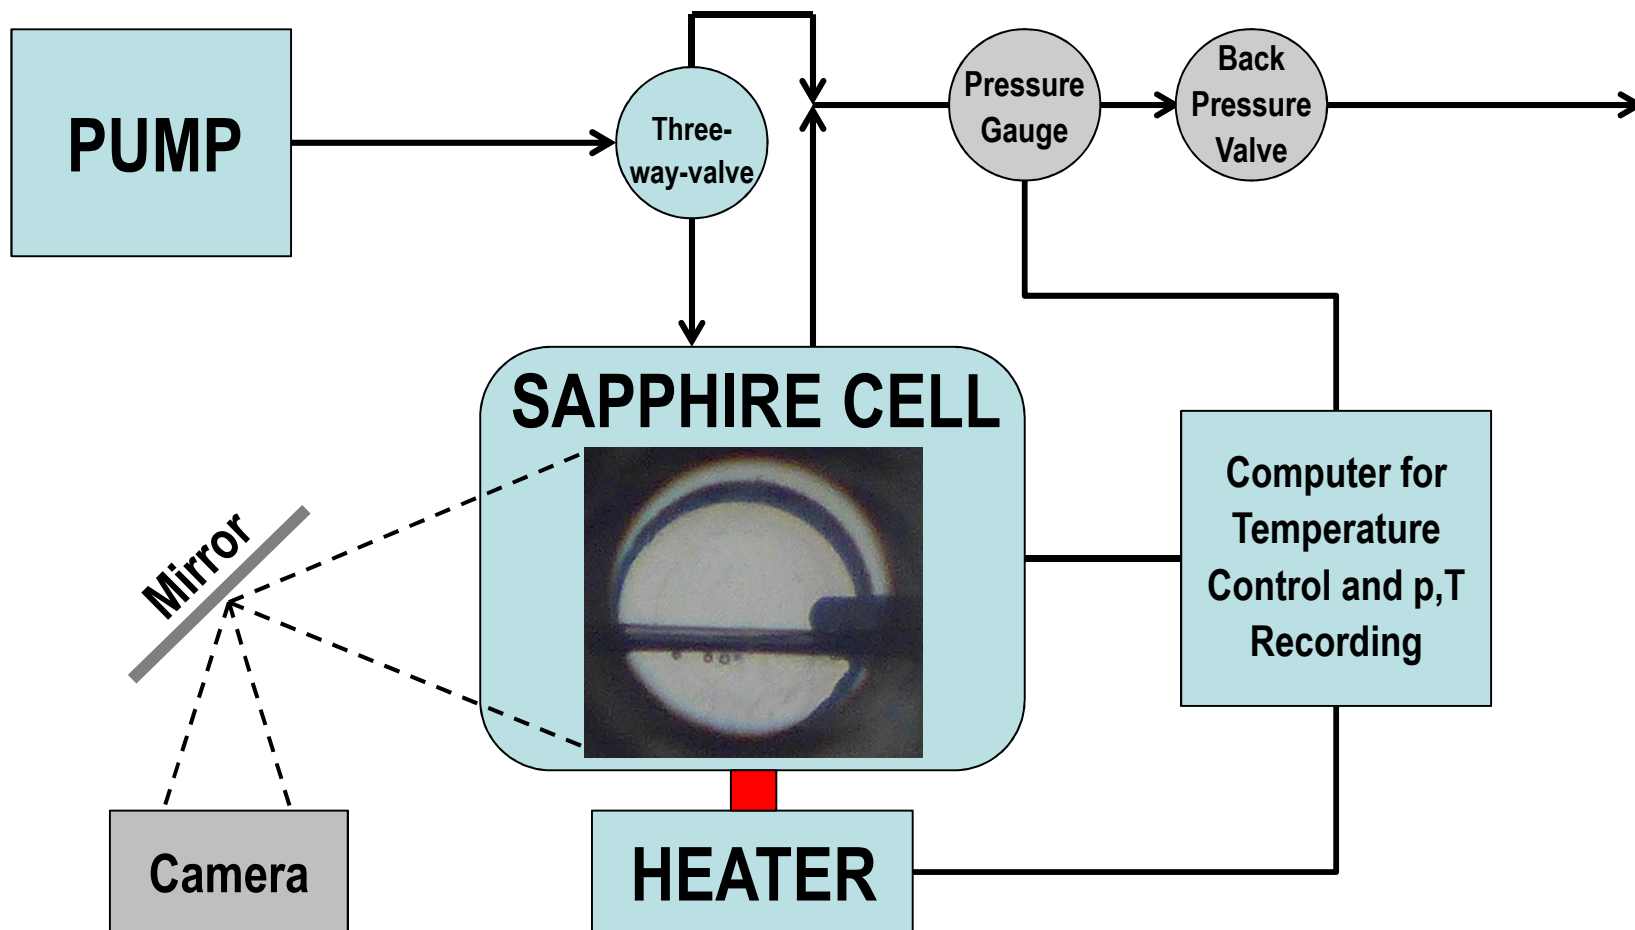 PUMP
Three-
way-valve
Pressure
Gauge
Back
Pressure
Valve
SAPPHIRE CELL
Mirror
Computer for
Temperature
Control and p,T
Recording
Camera
HEATER